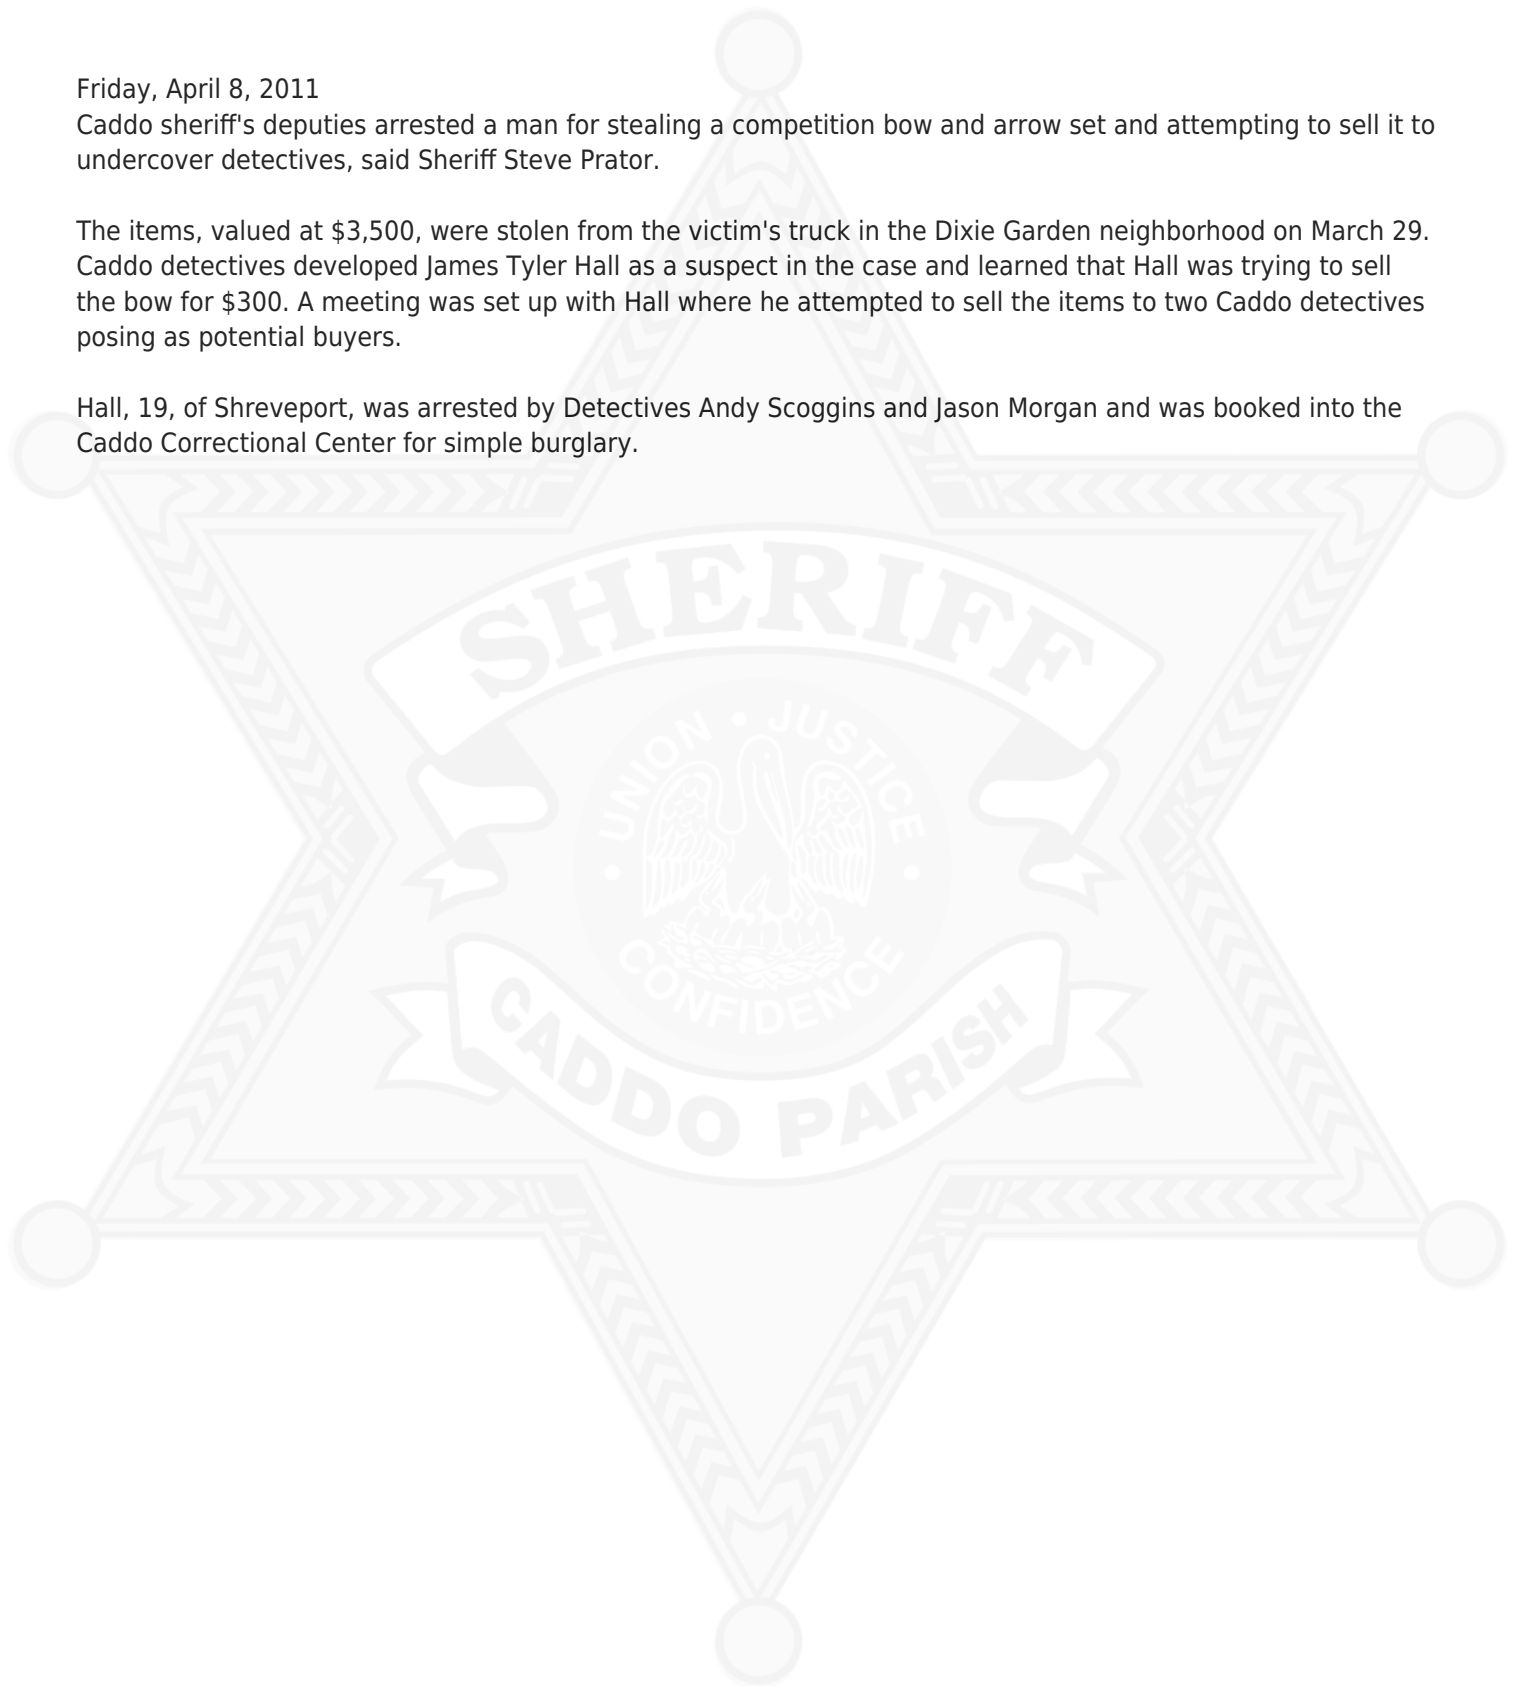 Friday, April 8, 2011
Caddo sheriff's deputies arrested a man for stealing a competition bow and arrow set and attempting to sell it to
undercover detectives, said Sheriff Steve Prator.
The items, valued at $3,500, were stolen from the victim's truck in the Dixie Garden neighborhood on March 29.
Caddo detectives developed James Tyler Hall as a suspect in the case and learned that Hall was trying to sell
the bow for $300. A meeting was set up with Hall where he attempted to sell the items to two Caddo detectives
posing as potential buyers.
Hall, 19, of Shreveport, was arrested by Detectives Andy Scoggins and Jason Morgan and was booked into the
Caddo Correctional Center for simple burglary.
SHERIFF
UNION • JUSTICE
• CONFIDENCE •
CADDO PARISH